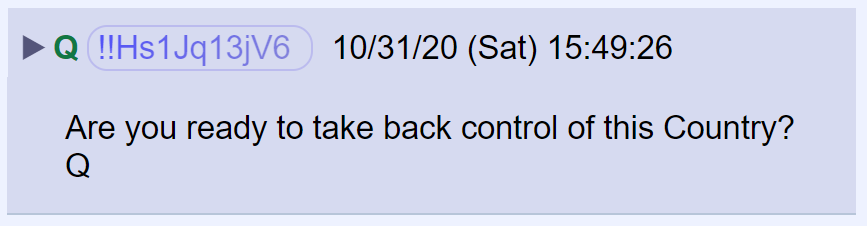 ▶ Q !!Hs1Jq13jV6 10/31/20 (Sat) 15:49:26
Are you ready to take back control of this Country?
Q